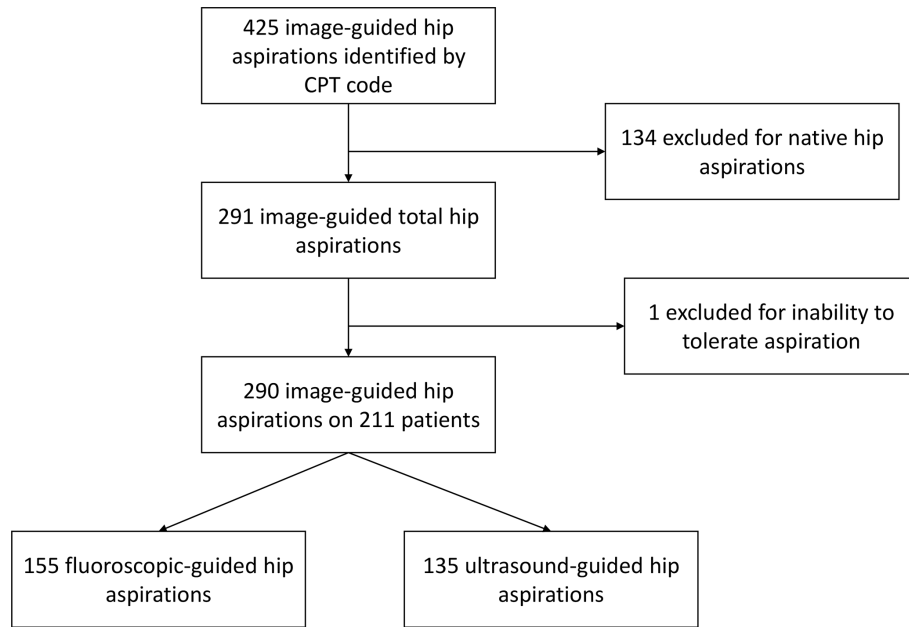 425 image-guided hip
aspirations identified by
CPT code
134 excluded for native hip
aspirations
291 image-guided total hip
aspirations
1 excluded for inability to
tolerate aspiration
290 image-guided hip
aspirations on 211 patients
155 fluoroscopic-guided hip
aspirations
135 ultrasound-guided hip
aspirations